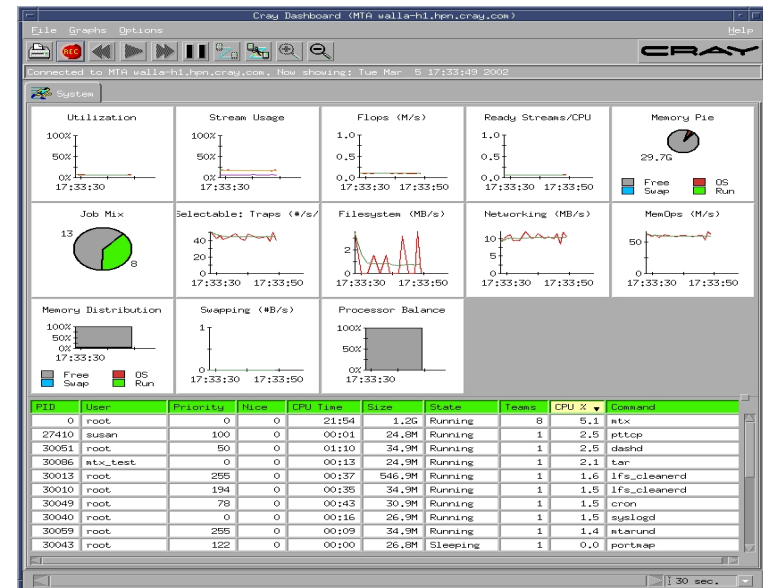 Cray Dashboard (MTA walla-h1.hpn.cray.com)
File Graphs Options Help
REC CRAY
Connected to MTA walla-h1.hpn.cray.com. Now showing: Tue Mar 5 17:33:49 2002
System
Utilization
100%
50%
0%
17:33:30
Stream Usage
100%
50%
0%
17:33:30
Flops (M/s)
1.0
0.5
0.0
17:33:30 17:33:50
Ready Streams/CPU
1.0
0.5
0.0
17:33:30 17:33:50
Memory Pie
29.7G
Free OS
Swap Run
Job Mix
13
8
Selectable: Traps (#/s/
40
20
0
17:33:30 17:33:50
Filesystem (MB/s)
2
0
17:33:30 17:33:50
Networking (MB/s)
10
5
0
17:33:30 17:33:50
MemOps (M/s)
50
0
17:33:30 17:33:50
Memory Distribution
100%
50%
0%
17:33:30
Free OS
Swap Run
Swapping (#B/s)
1
0
17:33:30 17:33:50
Processor Balance
100%
50%
0%
17:33:30
PID User Priority Nice CPU Time Size State Teams CPU % Command
0 root 0 0 21:54 1.2G Running 8 5.1 mtx
27410 susan 100 0 00:01 24.8M Running 1 2.5 pttcp
30051 root 50 0 01:10 34.9M Running 1 2.5 dashd
30086 mtx_test 0 0 00:13 24.9M Running 1 2.1 tar
30013 root 255 0 00:37 546.9M Running 1 1.6 lfs_cleanerd
30010 root 194 0 00:35 34.9M Running 1 1.5 lfs_cleanerd
30049 root 78 0 00:43 30.9M Running 1 1.5 cron
30040 root 0 0 00:16 26.9M Running 1 1.5 syslogd
30059 root 255 0 00:09 34.9M Running 1 1.4 mtarund
30043 root 122 0 00:00 26.8M Sleeping 1 0.0 portmap
30 sec.